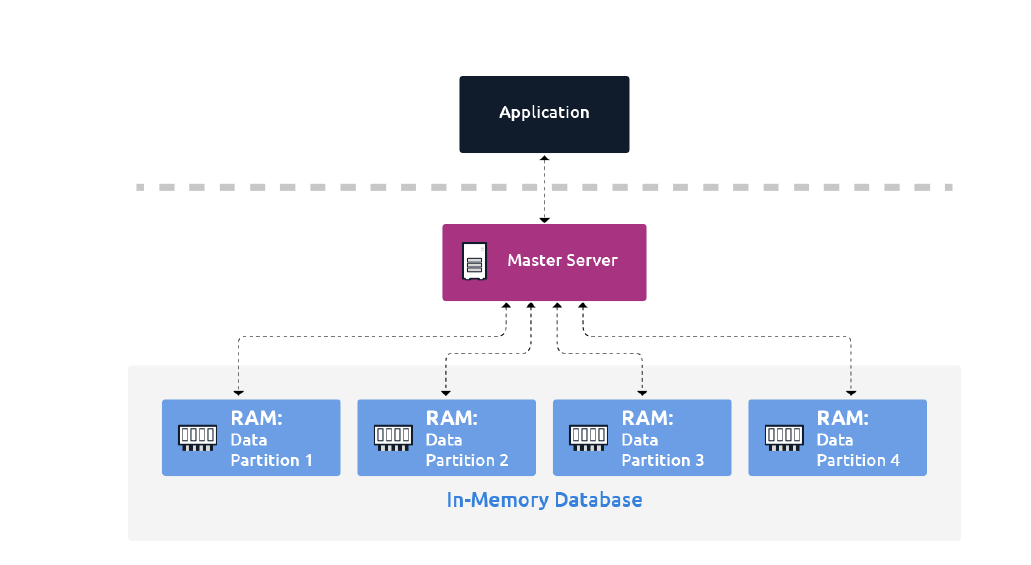 Application
Master Server
RAM:
Data
Partition 1
RAM:
Data
Partition 2
RAM:
Data
Partition 3
RAM:
Data
Partition 4
In-Memory Database